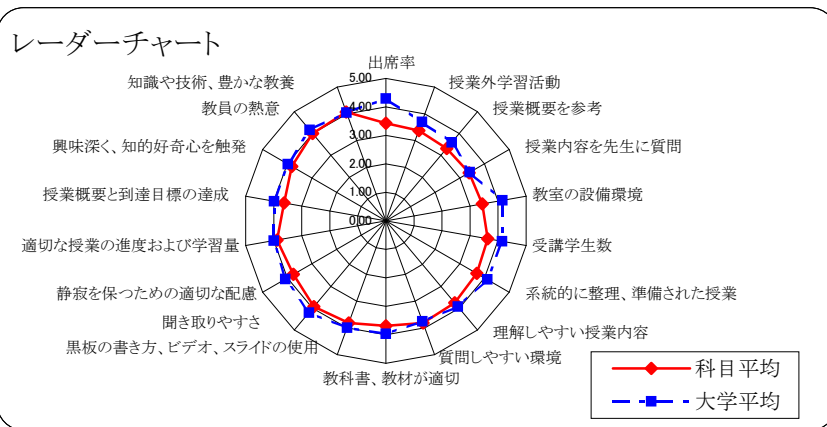 レーダーチャート
出席率
授業外学習活動
授業概要を参考
授業内容を先生に質問
教室の設備環境
受講学生数
系統的に整理、準備された授業
理解しやすい授業内容
質問しやすい環境
教科書、教材が適切
黒板の書き方、ビデオ、スライドの使用
聞き取りやすさ
静寂を保つための適切な配慮
適切な授業の進度および学習量
授業概要と到達目標の達成
興味深く、知的好奇心を触発
教員の熱意
知識や技術、豊かな教養
5.00
4.00
3.00
2.00
1.00
0.00
科目平均
大学平均